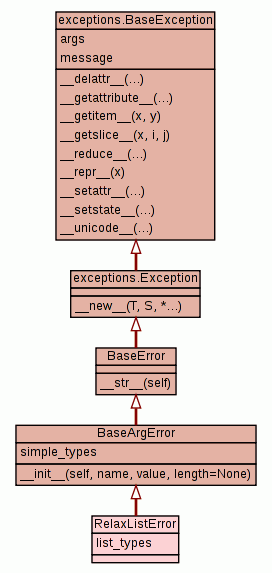 exceptions.BaseException
args
message
__delattr__(...)
__getattribute__(...)
__getitem__(x, y)
__getslice__(x, i, j)
__reduce__(...)
__repr__(x)
__setattr__(...)
__setstate__(...)
__unicode__(...)
exceptions.Exception
__new__(T, S, *...)
BaseError
__str__(self)
BaseArgError
simple_types
__init__(self, name, value, length=None)
RelaxListError
list_types